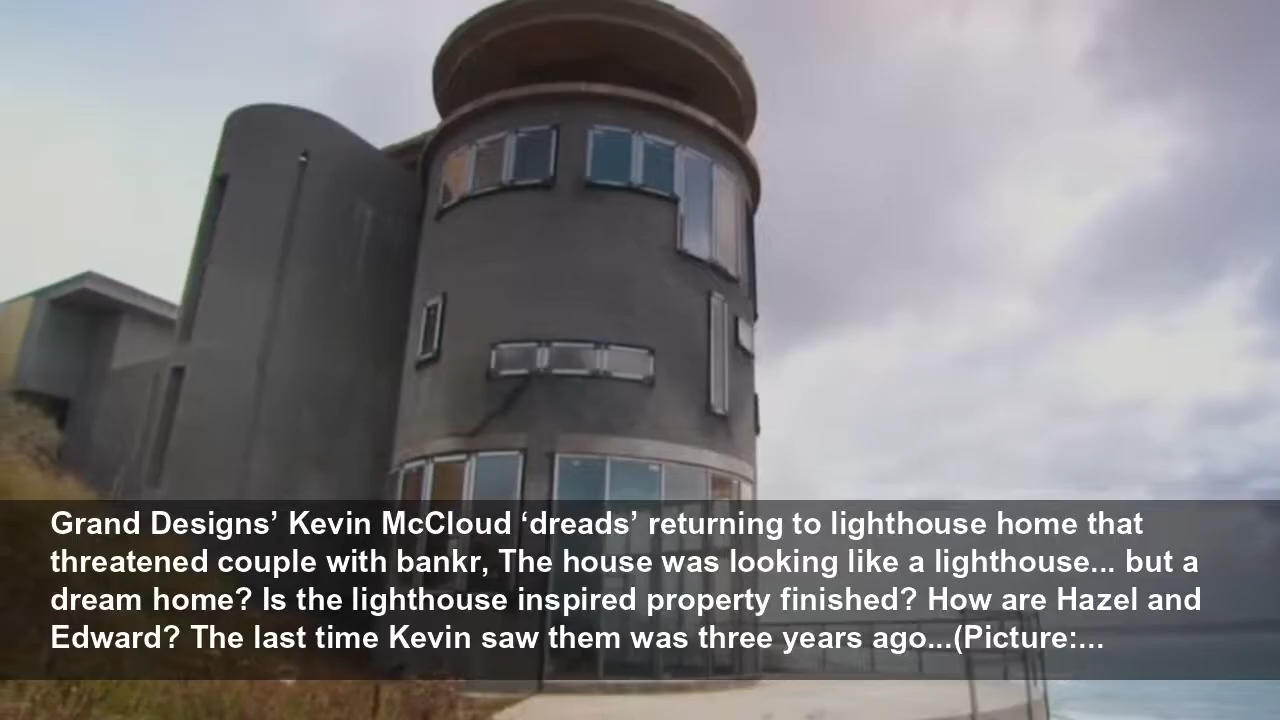 Grand Designs’ Kevin McCloud ‘dreads’ returning to lighthouse home that
threatened couple with bankr, The house was looking like a lighthouse... but a
dream home? Is the lighthouse inspired property finished? How are Hazel and
Edward? The last time Kevin saw them was three years ago...(Picture:...